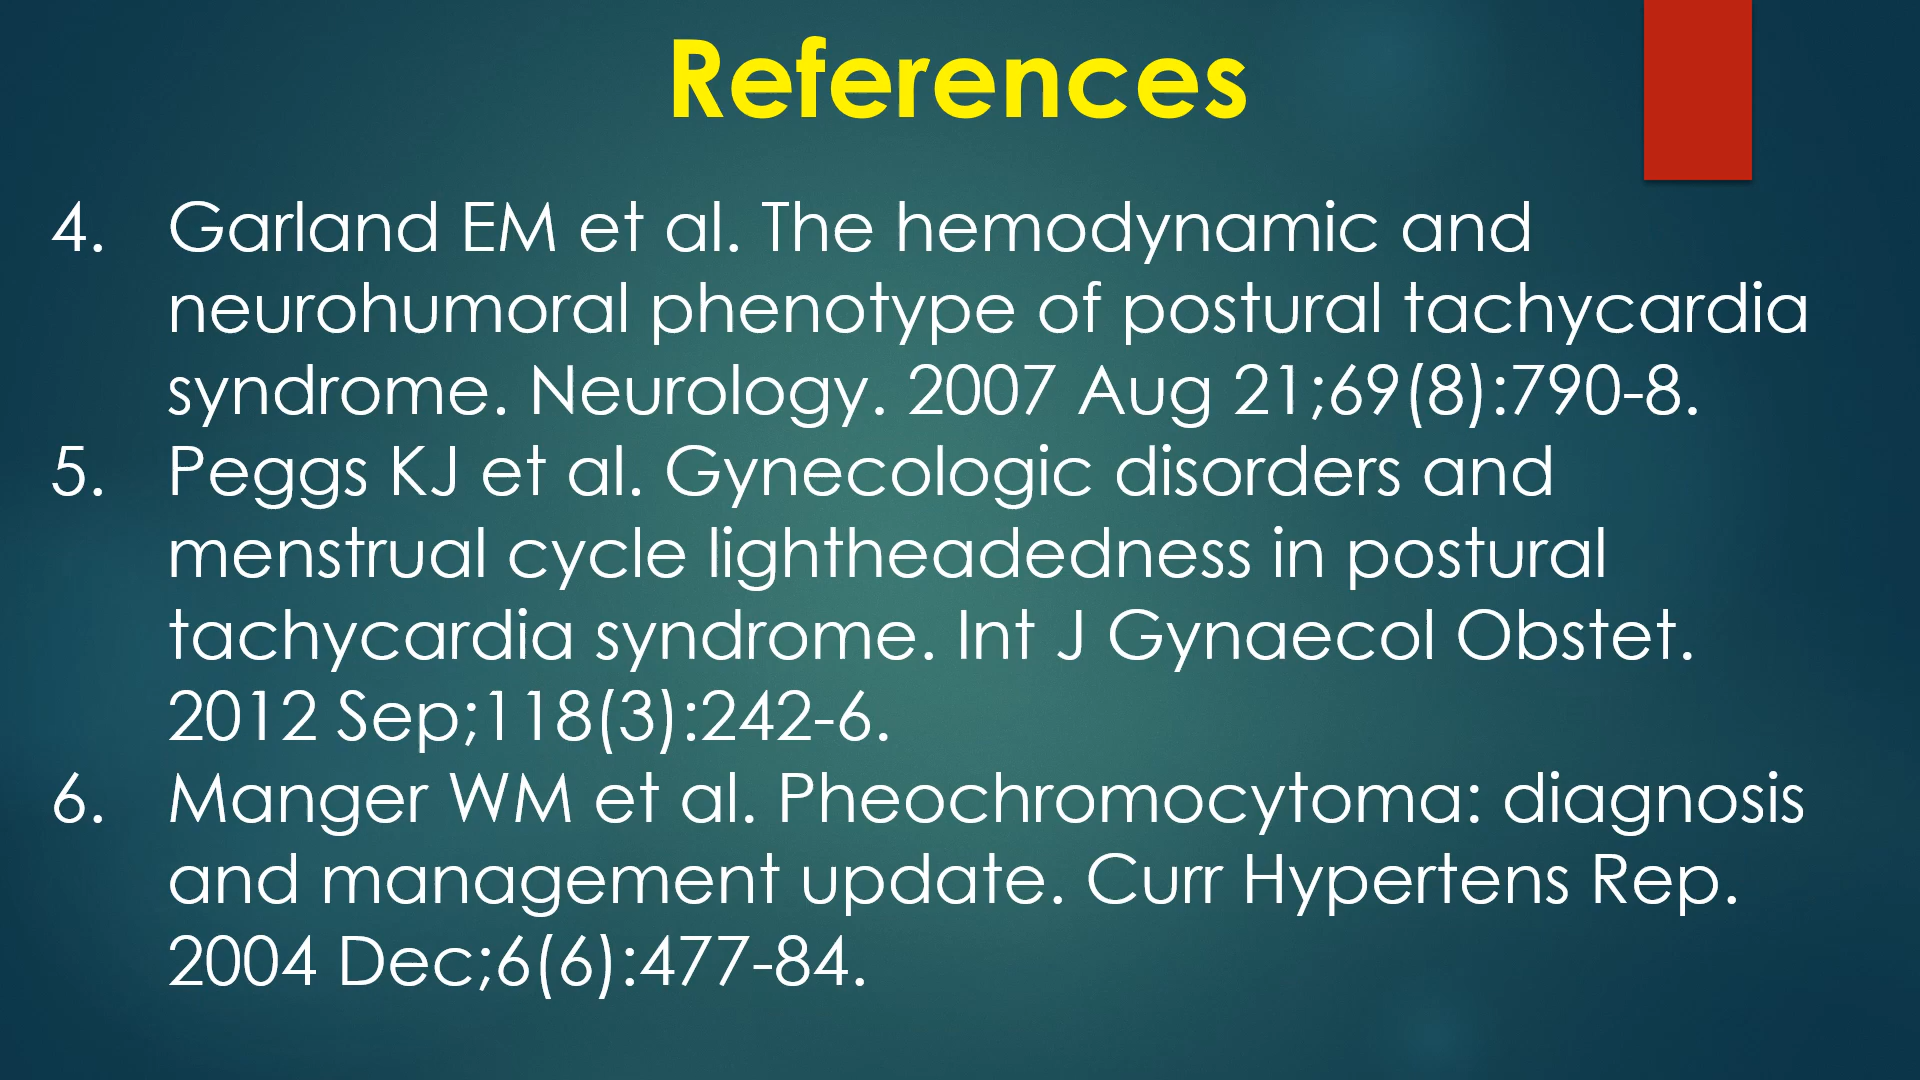 References
4. Garland EM et al. The hemodynamic and
neurohumoral phenotype of postural tachycardia
syndrome. Neurology. 2007 Aug 21;69(8):790-8.
5. Peggs KJ et al. Gynecologic disorders and
menstrual cycle lightheadedness in postural
tachycardia syndrome. Int J Gynaecol Obstet.
2012 Sep;118(3):242-6.
6. Manger WM et al. Pheochromocytoma: diagnosis
and management update. Curr Hypertens Rep.
2004 Dec;6(6):477-84.